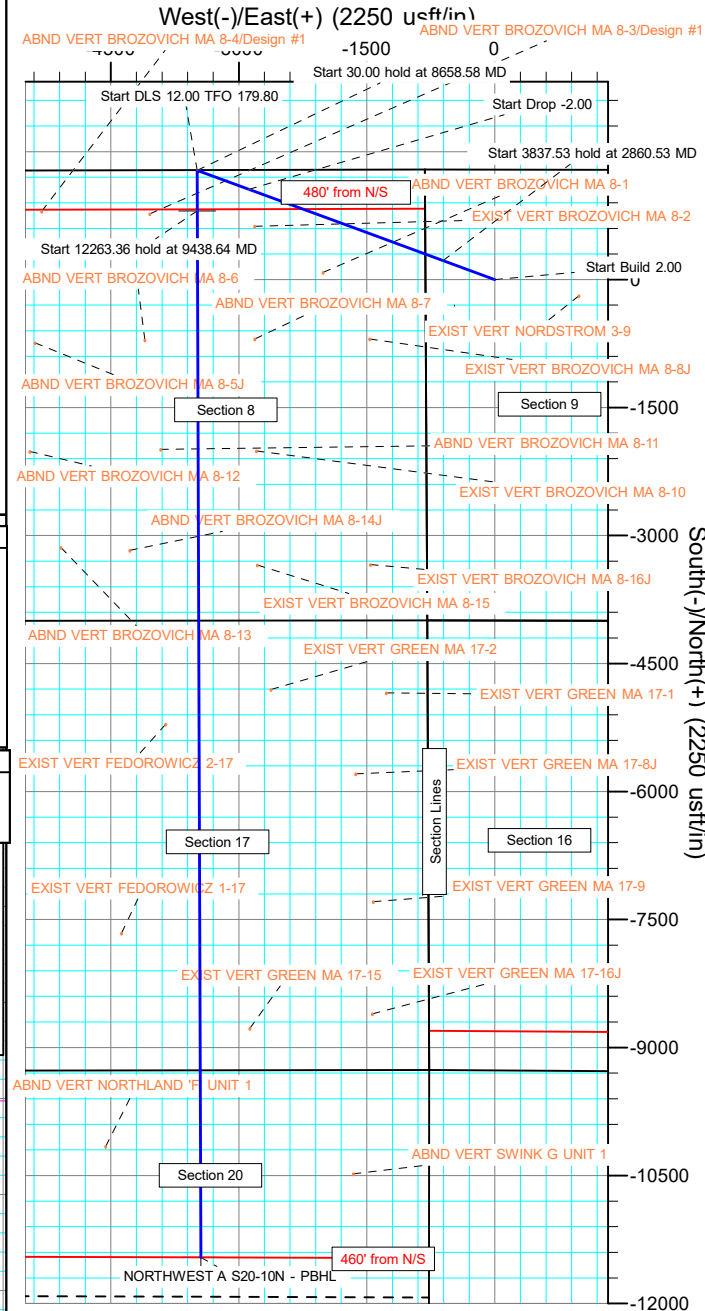 West(-)/East(+) (2250 usft/in)
ABND VERT BROZOVICH MA 8-4/Design #1
ABND VERT BROZOVICH MA 8-3/Design #1
-1500
0
Start 30.00 hold at 8658.58 MD
Start DLS 12.00 TFO 179.80
Start Drop -2.00
Start 3837.53 hold at 2860.53 MD
480' from N/S
ABND VERT BROZOVICH MA 8-1
EXIST VERT BROZOVICH MA 8-2
Start 12263.36 hold at 9438.64 MD
Start Build 2.00
0
ABND VERT BROZOVICH MA 8-6
ABND VERT BROZOVICH MA 8-7
EXIST VERT NORDSTROM 3-9
EXIST VERT BROZOVICH MA 8-8J
ABND VERT BROZOVICH MA 8-5J
Section 8
Section 9
-1500
ABND VERT BROZOVICH MA 8-11
ABND VERT BROZOVICH MA 8-12
EXIST VERT BROZOVICH MA 8-10
ABND VERT BROZOVICH MA 8-14J
-3000
EXIST VERT BROZOVICH MA 8-16J
EXIST VERT BROZOVICH MA 8-15
ABND VERT BROZOVICH MA 8-13
South(-)/North(+) (2250 usft/in)
EXIST VERT GREEN MA 17-2
-4500
EXIST VERT GREEN MA 17-1
EXIST VERT FEDOROWICZ 2-17
EXIST VERT GREEN MA 17-8J
-6000
Section Lines
Section 17
Section 16
EXIST VERT FEDOROWICZ 1-17
EXIST VERT GREEN MA 17-9
-7500
EXIST VERT GREEN MA 17-15
EXIST VERT GREEN MA 17-16J
-9000
ABND VERT NORTHLAND 'F' UNIT 1
ABND VERT SWINK G UNIT 1
Section 20
-10500
460' from N/S
NORTHWEST A S20-10N - PBHL
-12000